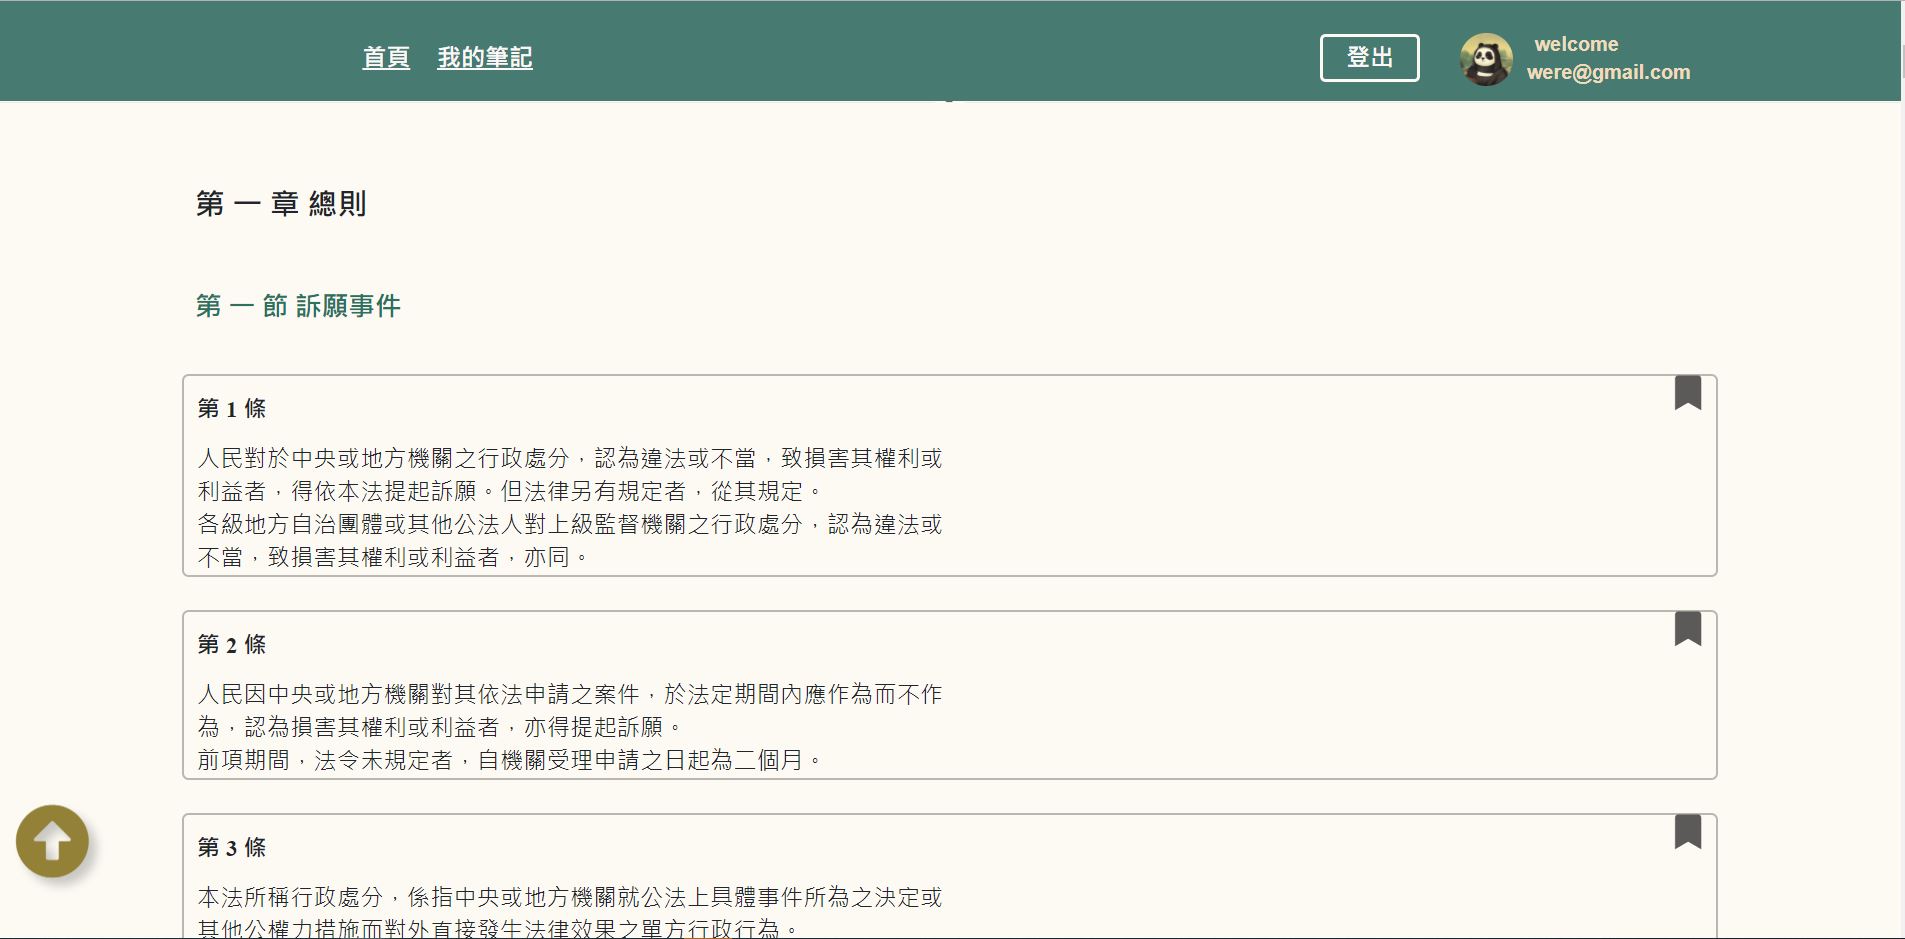 首頁 我的筆記 登出 welcome
were@gmail.com
第 一 章 總則
第 一 節 訴願事件
第 1 條
人民對於中央或地方機關之行政處分，認為違法或不當，致損害其權利或
利益者，得依本法提起訴願。但法律另有規定者，從其規定。
各級地方自治團體或其他公法人對上級監督機關之行政處分，認為違法或
不當，致損害其權利或利益者，亦同。
第 2 條
人民因中央或地方機關對其依法申請之案件，於法定期間內應作為而不作
為，認為損害其權利或利益者，亦得提起訴願。
前項期間，法令未規定者，自機關受理申請之日起為二個月。
第 3 條
本法所稱行政處分，係指中央或地方機關就公法上具體事件所為之決定或
其他公權力措施而對外直接發生法律效果之單方行政行為。